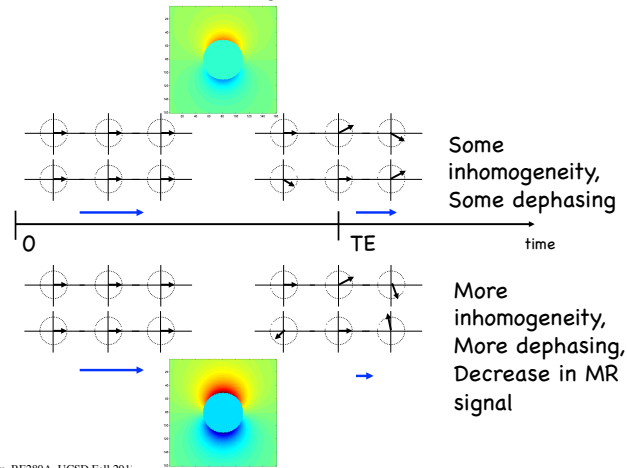 Some
inhomogeneity,
Some dephasing
0
TE
time
More
inhomogeneity,
More dephasing,
Decrease in MR
signal